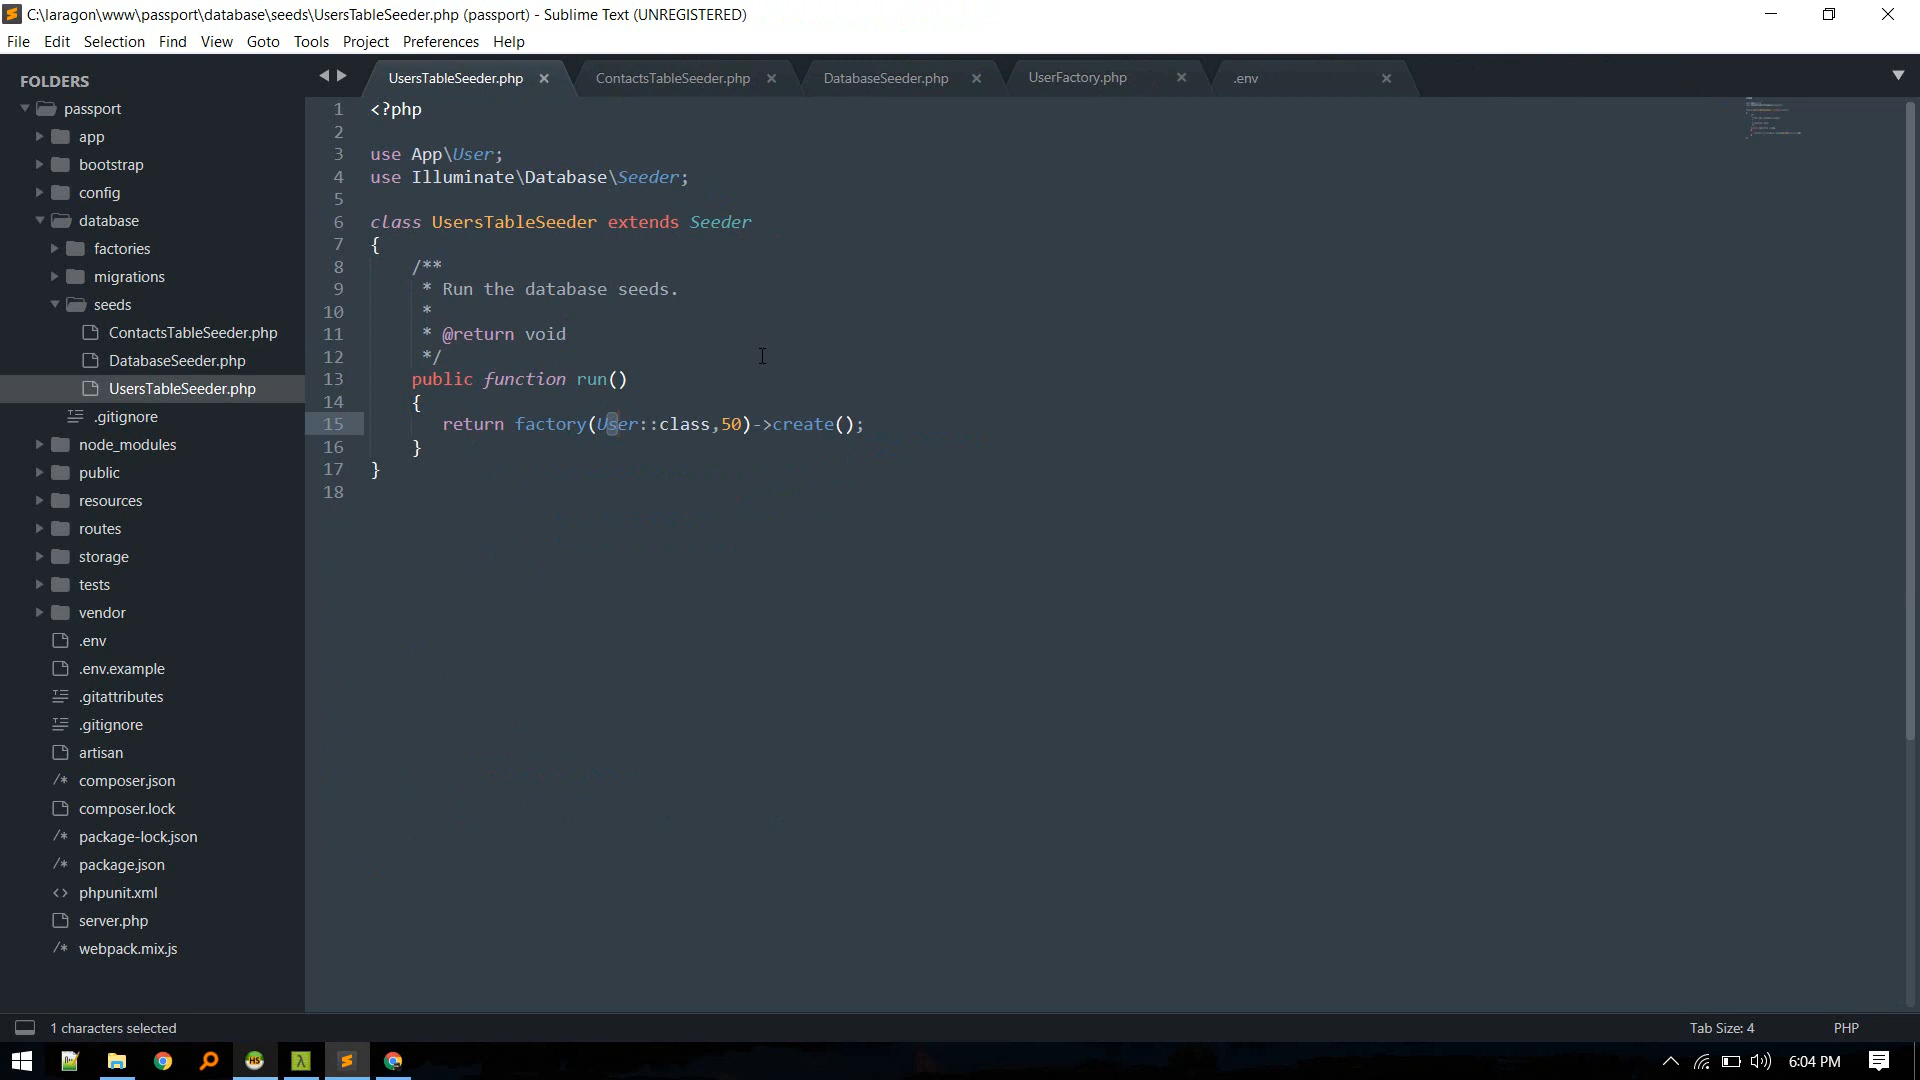 C:\laragon\www\passport\database\seeds\UsersTableSeeder.php (passport) - Sublime Text (UNREGISTERED)
File Edit Selection Find View Goto Tools Project Preferences Help
FOLDERS
passport
app
bootstrap
config
database
factories
migrations
seeds
ContactsTableSeeder.php
DatabaseSeeder.php
UsersTableSeeder.php
.gitignore
node_modules
public
resources
routes
storage
tests
vendor
.env
.env.example
.gitattributes
.gitignore
artisan
composer.json
composer.lock
package-lock.json
package.json
phpunit.xml
server.php
webpack.mix.js
UsersTableSeeder.php ContactsTableSeeder.php DatabaseSeeder.php UserFactory.php .env
1 <?php
2
3 use App\User;
4 use Illuminate\Database\Seeder;
5
6 class UsersTableSeeder extends Seeder
7 {
8 /**
9 * Run the database seeds.
10 *
11 * @return void
12 */
13 public function run()
14 {
15 return factory(User::class,50)->create();
16 }
17 }
18
1 characters selected Tab Size: 4 PHP
6:04 PM